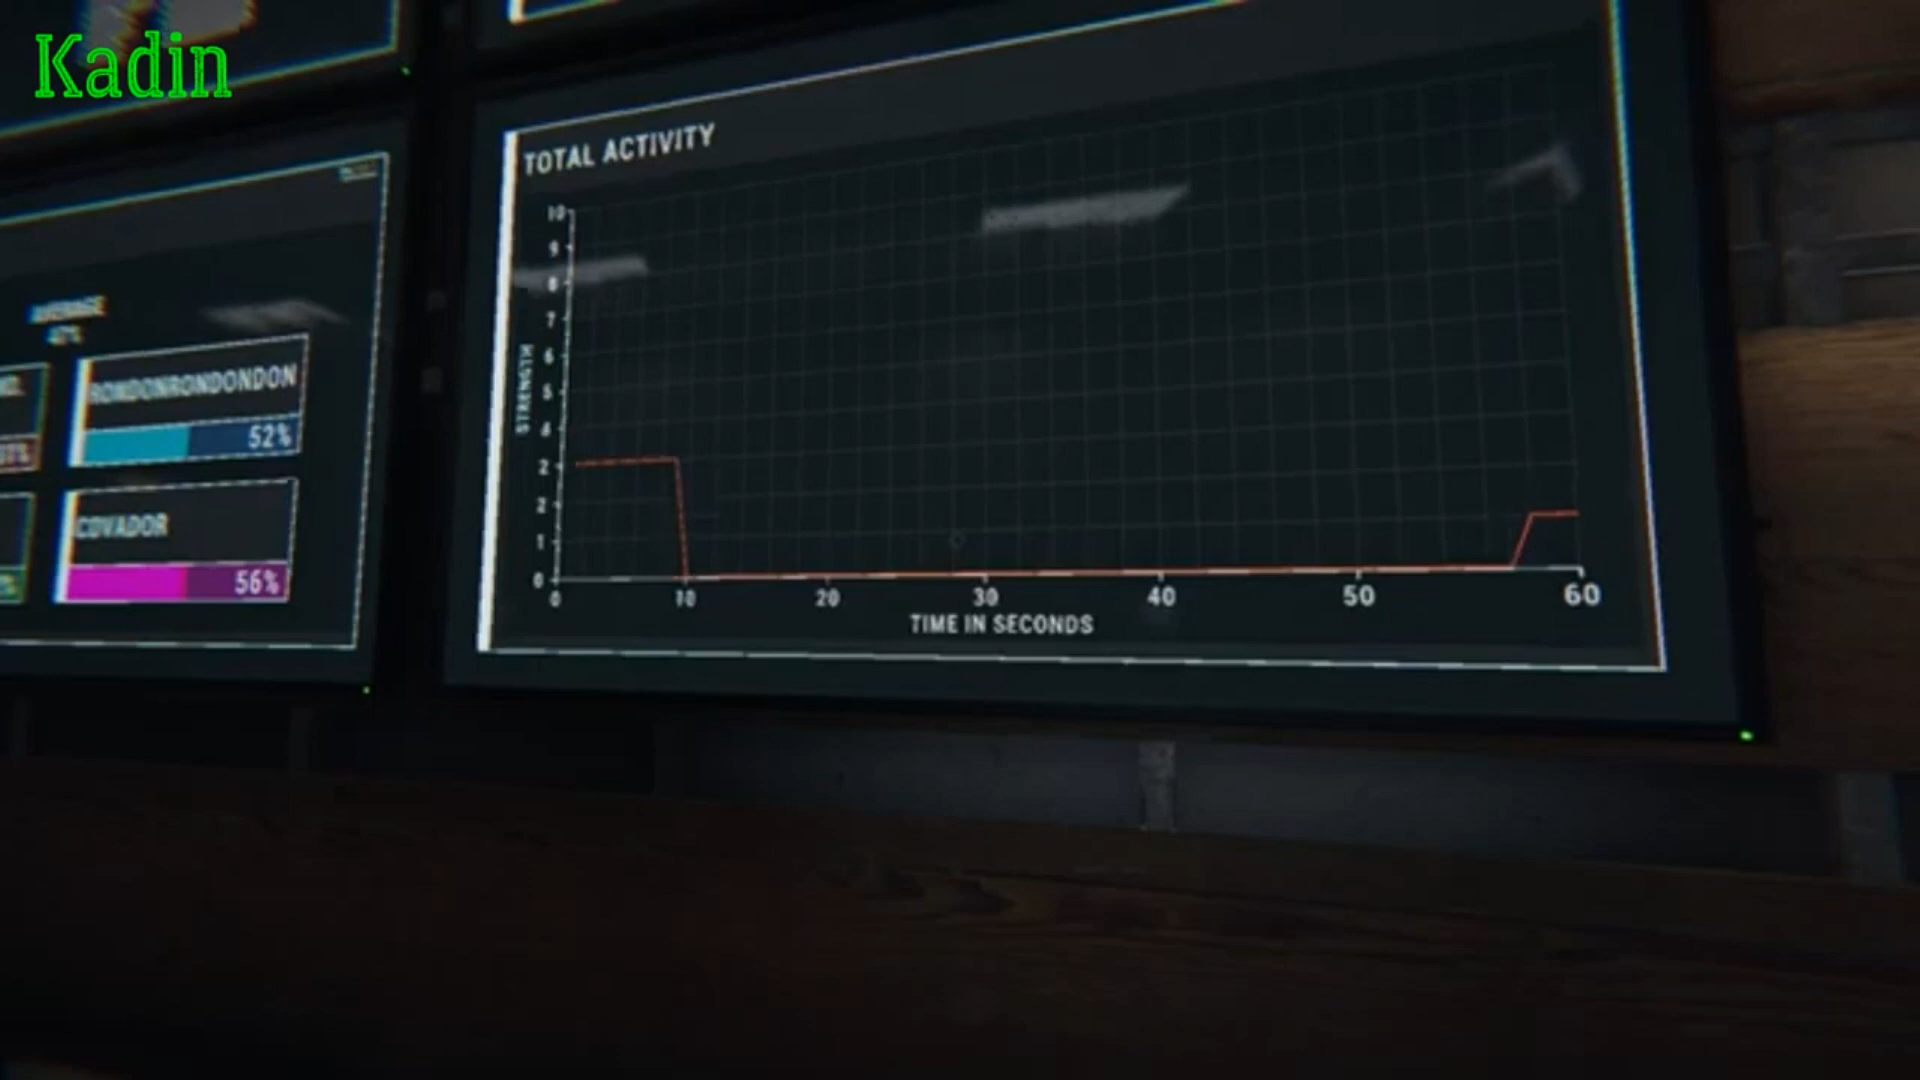 Kadin
TOTAL ACTIVITY
10
9
8
7
6
5
4
2
2
1
0
STRENGTH
0 10 20 30 40 50 60
TIME IN SECONDS
AVERAGE
RONDONRONDONDON
52%
COVADOR
56%